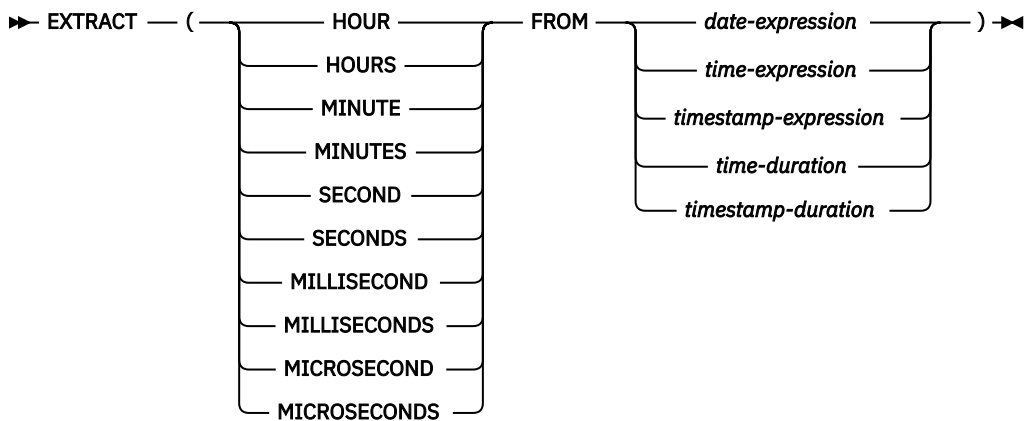 EXTRACT ( HOUR FROM date-expression )
HOURS time-expression
MINUTE timestamp-expression
MINUTES time-duration
SECOND timestamp-duration
SECONDS
MILLISECOND
MILLISECONDS
MICROSECOND
MICROSECONDS